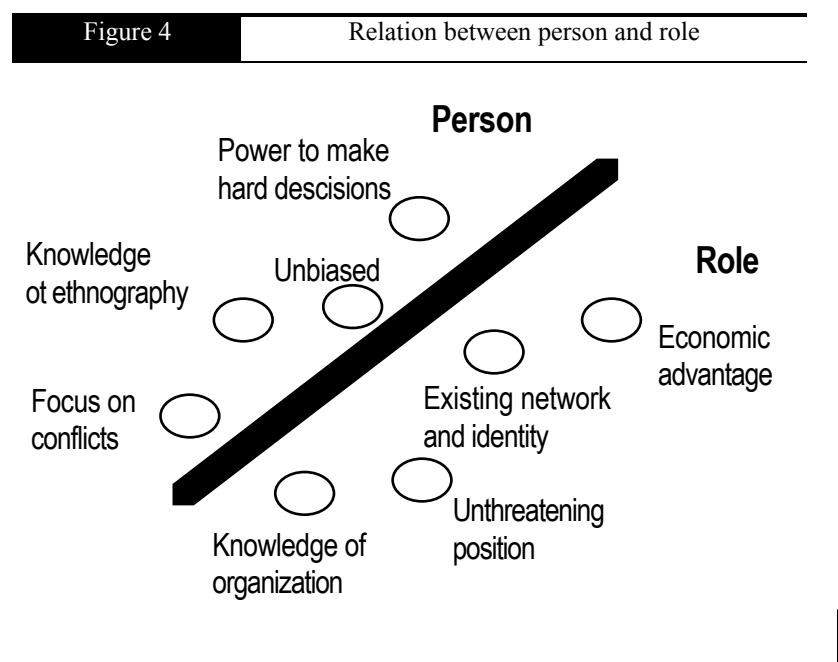 Figure 4
Relation between person and role
Person
Power to make
hard descisions
Knowledge
ot ethnography
Unbiased
Role
Economic
advantage
Existing network
and identity
Focus on
conflicts
Unthreatening
position
Knowledge of
organization